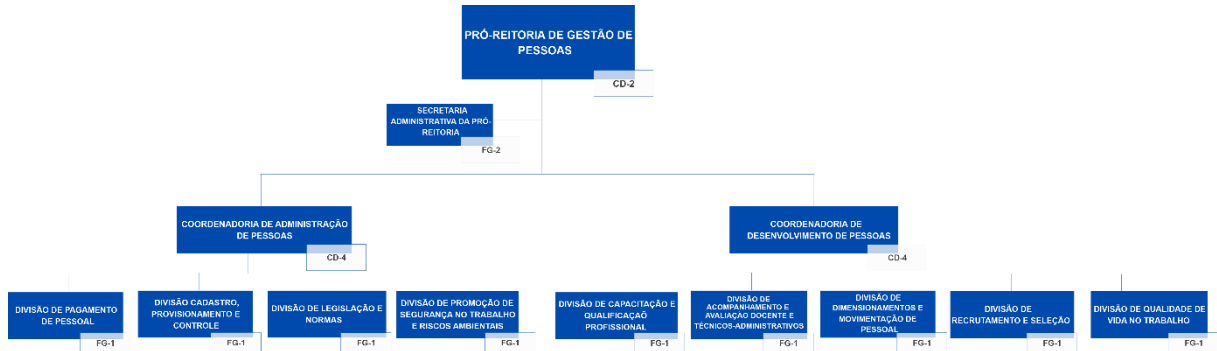 PRÓ-REITORIA DE GESTÃO DE
PESSOAS
CD-2
SECRETARIA
ADMINISTRATIVA DA PRÓ-
REITORIA
FG-2
COORDENADORIA DE ADMINISTRAÇÃO
DE PESSOAS
CD-4
COORDENADORIA DE
DESENVOLVIMENTO DE PESSOAS
CD-4
DIVISÃO DE PAGAMENTO
DE PESSOAL
FG-1
DIVISÃO CADASTRO,
PROVISIONAMENTO E
CONTROLE
FG-1
DIVISÃO DE LEGISLAÇÃO E
NORMAS
FG-1
DIVISÃO DE PROMOÇÃO DE
SEGURANÇA NO TRABALHO
E RISCOS AMBIENTAIS
FG-1
DIVISÃO DE CAPACITAÇÃO E
QUALIFICAÇAÕ
PROFISSIONAL
FG-1
DIVISÃO DE
ACOMPANHAMENTO E
AVALIAÇÃO DOCENTE E
TÉCNICOS-ADMINISTRATIVOS
FG-1
DIVISÃO DE
DIMENSIONAMENTOS E
MOVIMENTAÇÃO DE
PESSOAL
FG-1
DIVISÃO DE
RECRUTAMENTO E SELEÇÃO
FG-1
DIVISÃO DE QUALIDADE DE
VIDA NO TRABALHO
FG-1